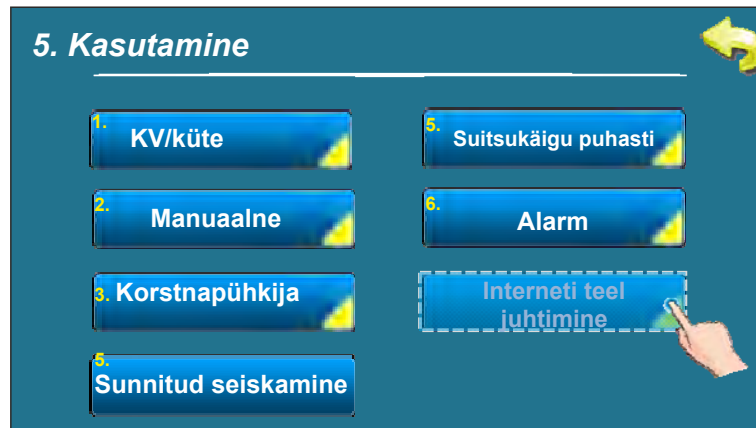 5. Kasutamine
1. KV/küte
2. Manuaalne
3. Korstnapühkija
5. Sunnitud seiskamine
5. Suitsukäigu puhasti
6. Alarm
Interneti teel
juhtimine